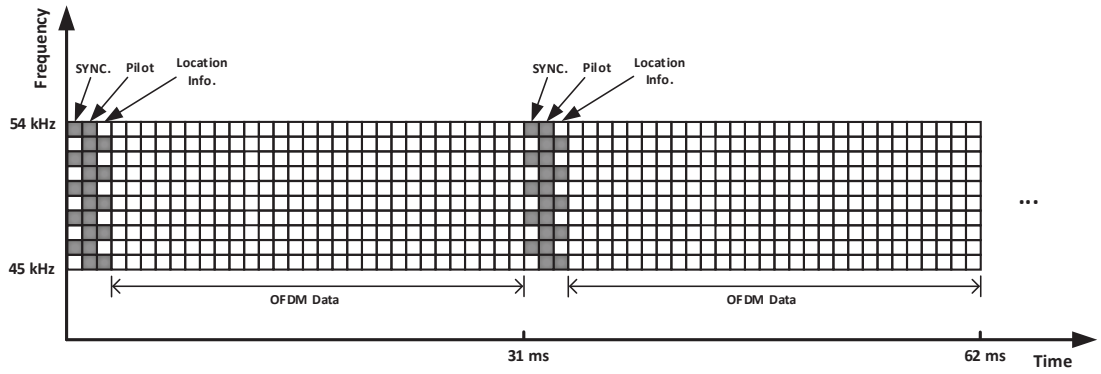 Frequency
SYNC. Pilot Location
Info.
SYNC. Pilot Location
Info.
54 kHz
...
45 kHz
OFDM Data OFDM Data
31 ms 62 ms Time